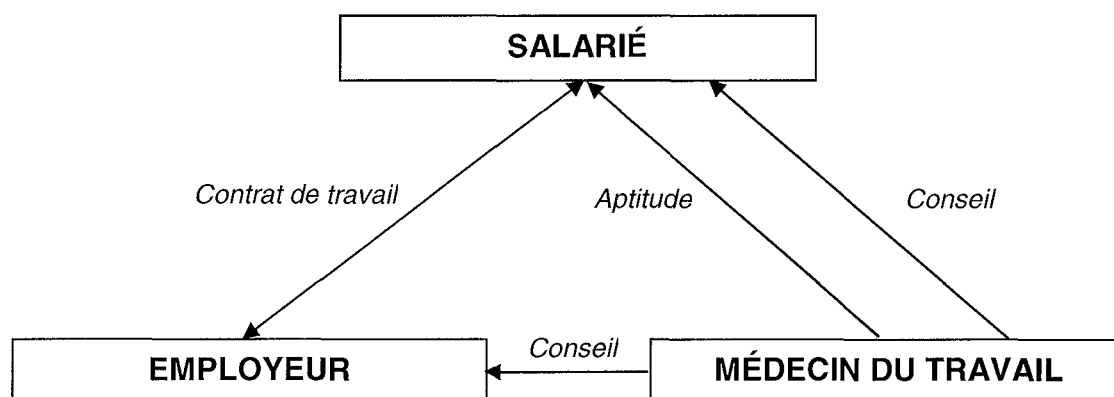 SALARIÉ
Contrat de travail
Aptitude
Conseil
EMPLOYEUR
Conseil
MÉDECIN DU TRAVAIL